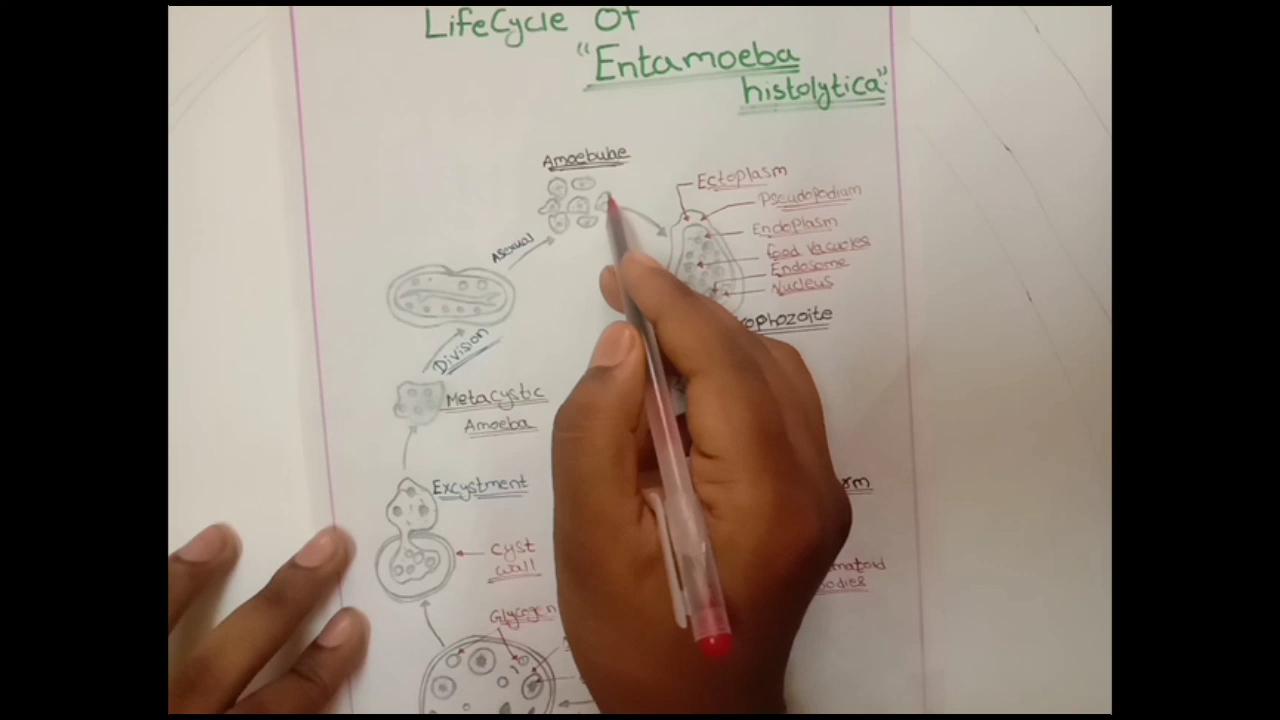 LifeCycle Of
"Entamoeba
histolytica"
Amoebulae
Ectoplasm
Pseudopodium
Endoplasm
food Vacuoles
Endosome
Nucleus
Asexual
Division
Metacystic
Amoeba
Excystment
Cyst
wall
Glycogen